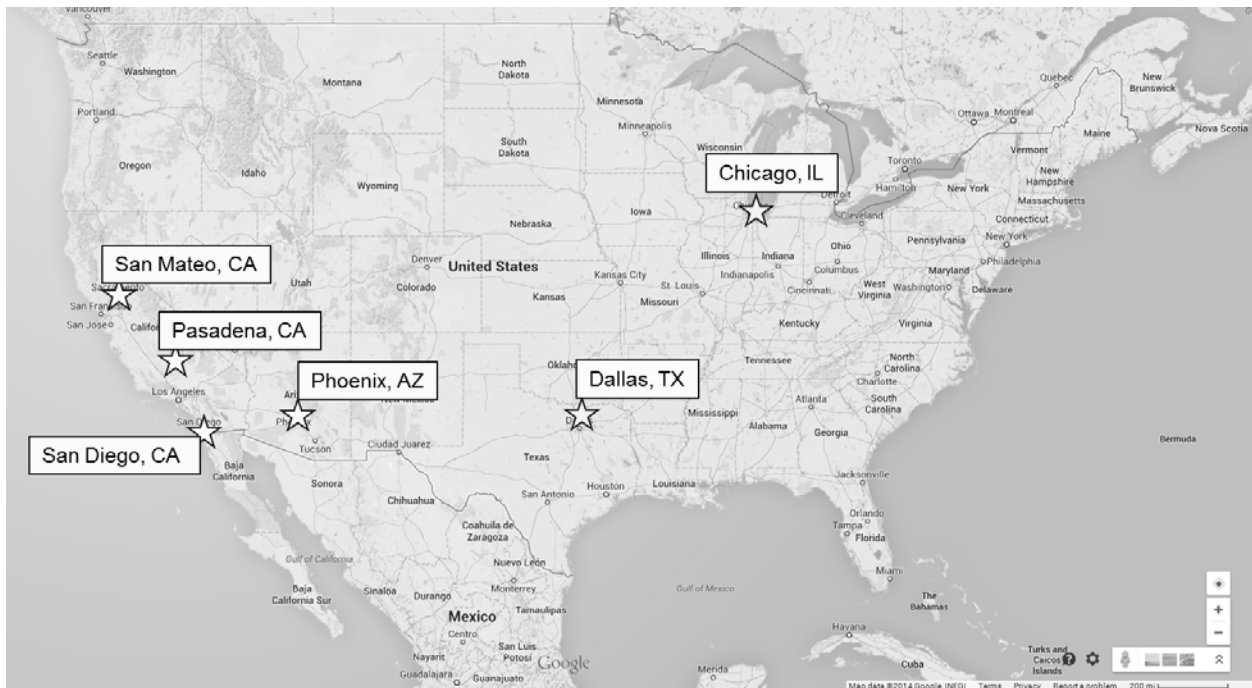 Vancouver
Seattle
Washington
Montana
North
Dakota
Minnesota
Quebec
New
Brunswick
Portland
Minneapolis
Ottawa
Montreal
Nova Scotia
Maine
Oregon
Idaho
South
Dakota
Wisconsin
Vermont
Toronto
Wyoming
Chicago, IL
Hamilton
New York
New
Hampshire
Detroit
Massachusetts
Iowa
Cleveland
Connecticut
Nebraska
New York
Pennsylvania
Ohio
San Mateo, CA
Denver
United States
Illinois
Indiana
Philadelphia
Indianapolis
Columbus
Maryland
Utah
Colorado
Kansas City
St. Louis
Cincinnati
West
Virginia
Washington
Delaware
Sacramento
San Francisco
Kansas
Missouri
San Jose
Kentucky
Virginia
Pasadena, CA
Tennessee
North
Carolina
Charlotte
Phoenix, AZ
Dallas, TX
Los Angeles
Atlanta
South
Carolina
Mississippi
Alabama
Georgia
San Diego
Tucson
Ciudad Juarez
San Diego, CA
Bermuda
Baja
California
Texas
Sonora
Jacksonville
Houston
Louisiana
Chihuahua
San Antonio
Orlando
Tampa
Florida
Coahuila de
Zaragoza
Gulf of California
Nuevo León
Miami
Monterrey
Gulf of Mexico
Baja
California Sur
Sinaloa
Durango
The
Bahamas
Tamaulipas
Mexico
Havana
Centro
San Luis
Potosí
Turks and
Caicos
Islands
Nayarit
Google
Cuba
Guadalajara
Guanajuato
Merida
Map data ©2014 Google, INEGI Terms Privacy Report a problem 200 mi